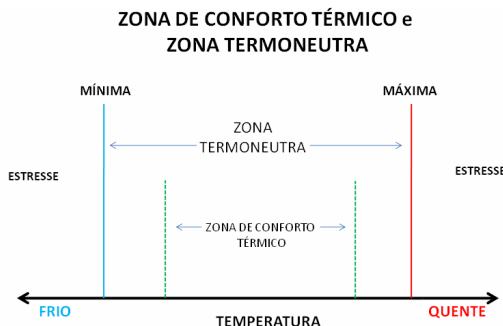 ZONA DE CONFORTO TÉRMICO e
ZONA TERMONEUTRA
MÍNIMA
MÁXIMA
ZONA
TERMONEUTRA
ESTRESSE
ESTRESSE
ZONA DE CONFORTO
TÉRMICO
FRIO
QUENTE
TEMPERATURA